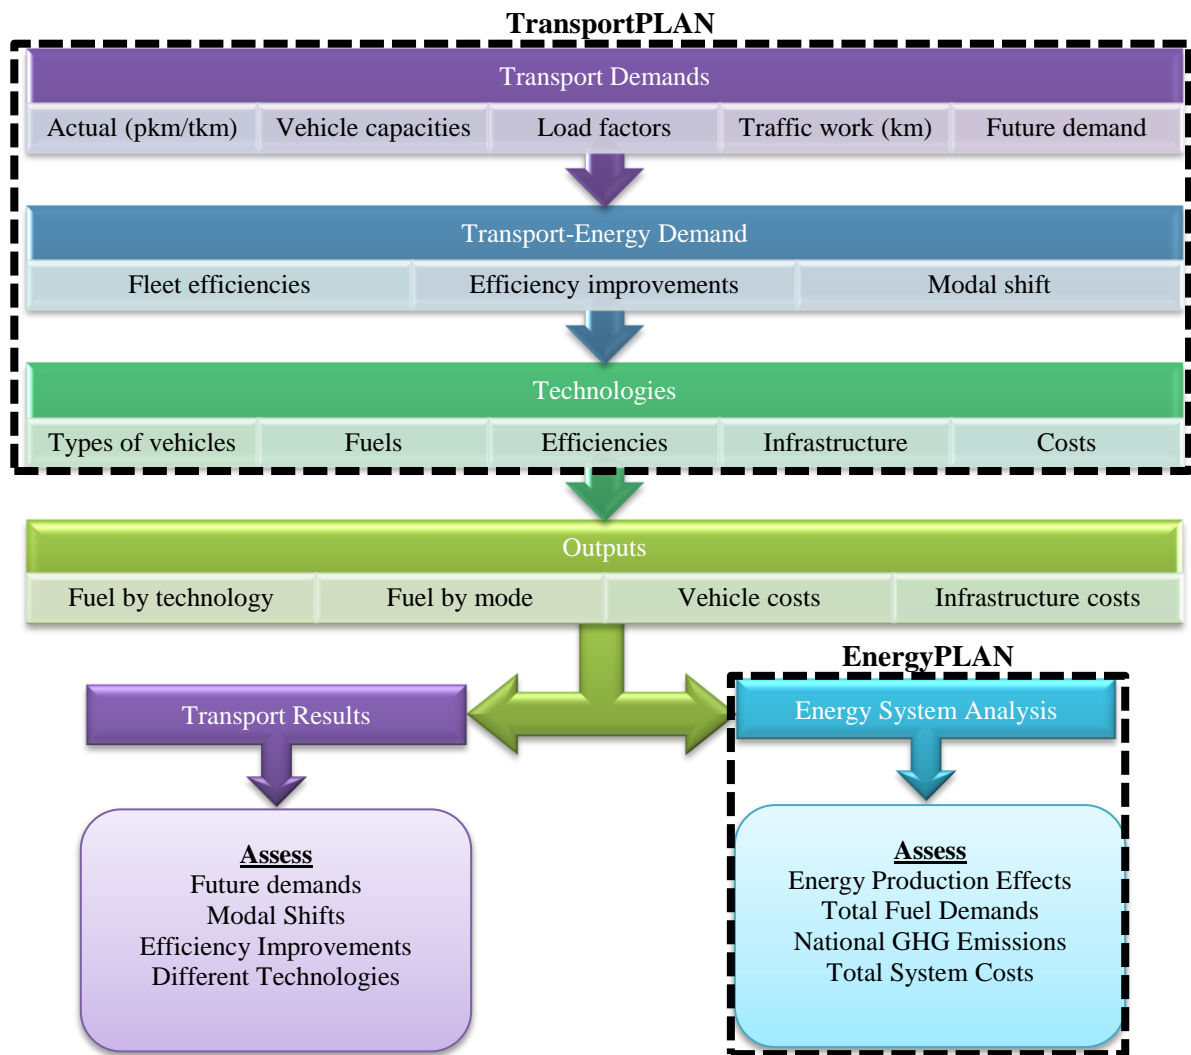 TransportPLAN
Transport Demands
Actual (pkm/tkm)
Vehicle capacities
Load factors
Traffic work (km)
Future demand
Transport-Energy Demand
Fleet efficiencies
Efficiency improvements
Modal shift
Technologies
Types of vehicles
Fuels
Efficiencies
Infrastructure
Costs
Outputs
Fuel by technology
Fuel by mode
Vehicle costs
Infrastructure costs
EnergyPLAN
Transport Results
Energy System Analysis
Assess
Future demands
Modal Shifts
Efficiency Improvements
Different Technologies
Assess
Energy Production Effects
Total Fuel Demands
National GHG Emissions
Total System Costs